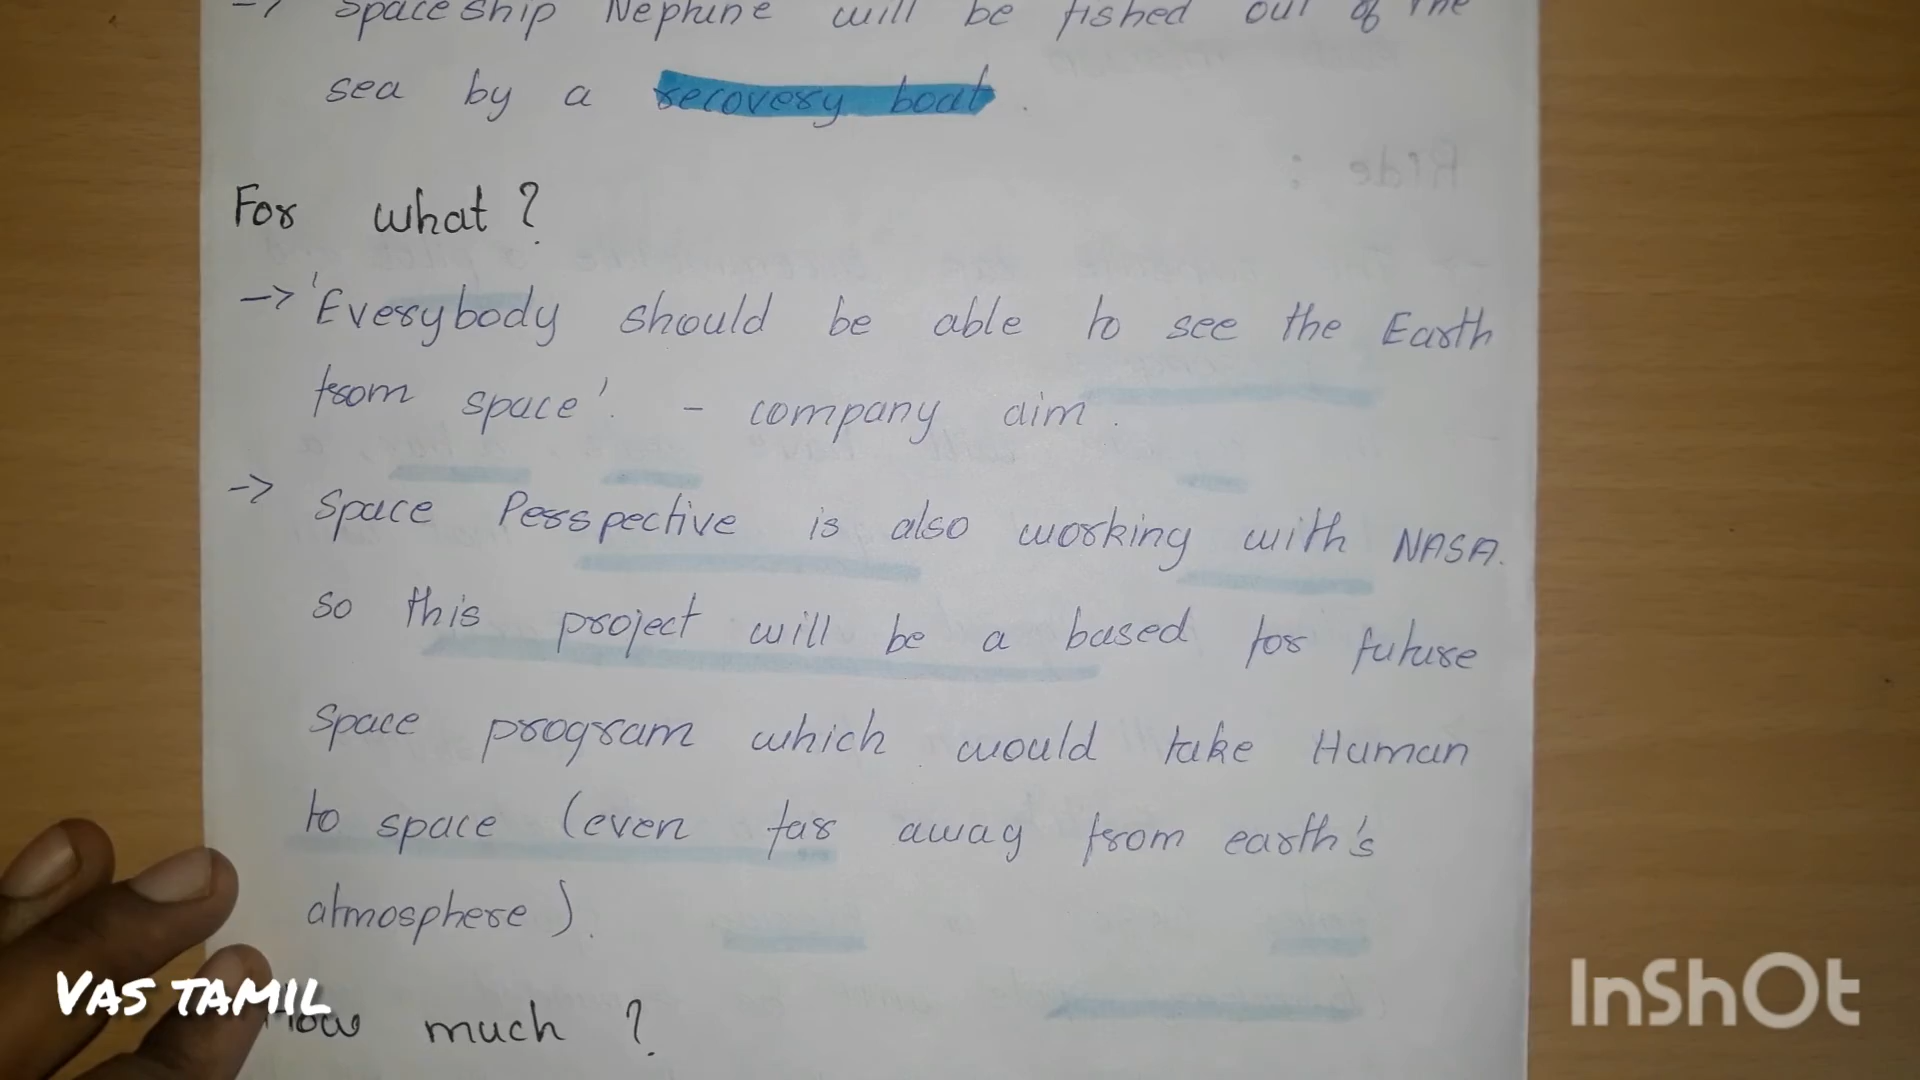 -> Spaceship Neptune will be fished out of the
sea by a recovery boat.
Ride :
For what?
-> 'Everybody should be able to see the Earth
from space'. - company aim.
-> Space Perspective is also working with NASA.
so this project will be a based for future
space program which would take Human
to space (even far away from earth's
atmosphere).
How much ?
VAS TAMIL
InShOt